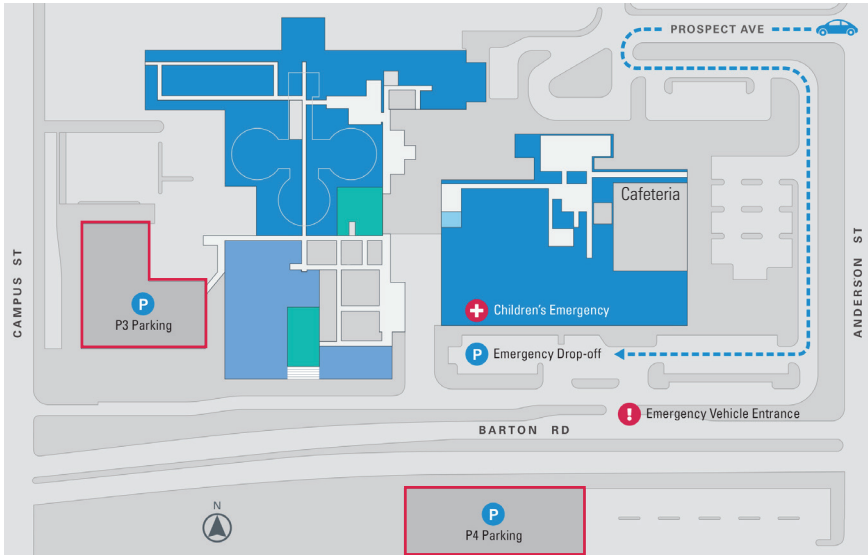 PROSPECT AVE
Cafeteria
CAMPUS ST
ANDERSON ST
P
P3 Parking
Children's Emergency
P
Emergency Drop-off
!
Emergency Vehicle Entrance
BARTON RD
N
P
P4 Parking